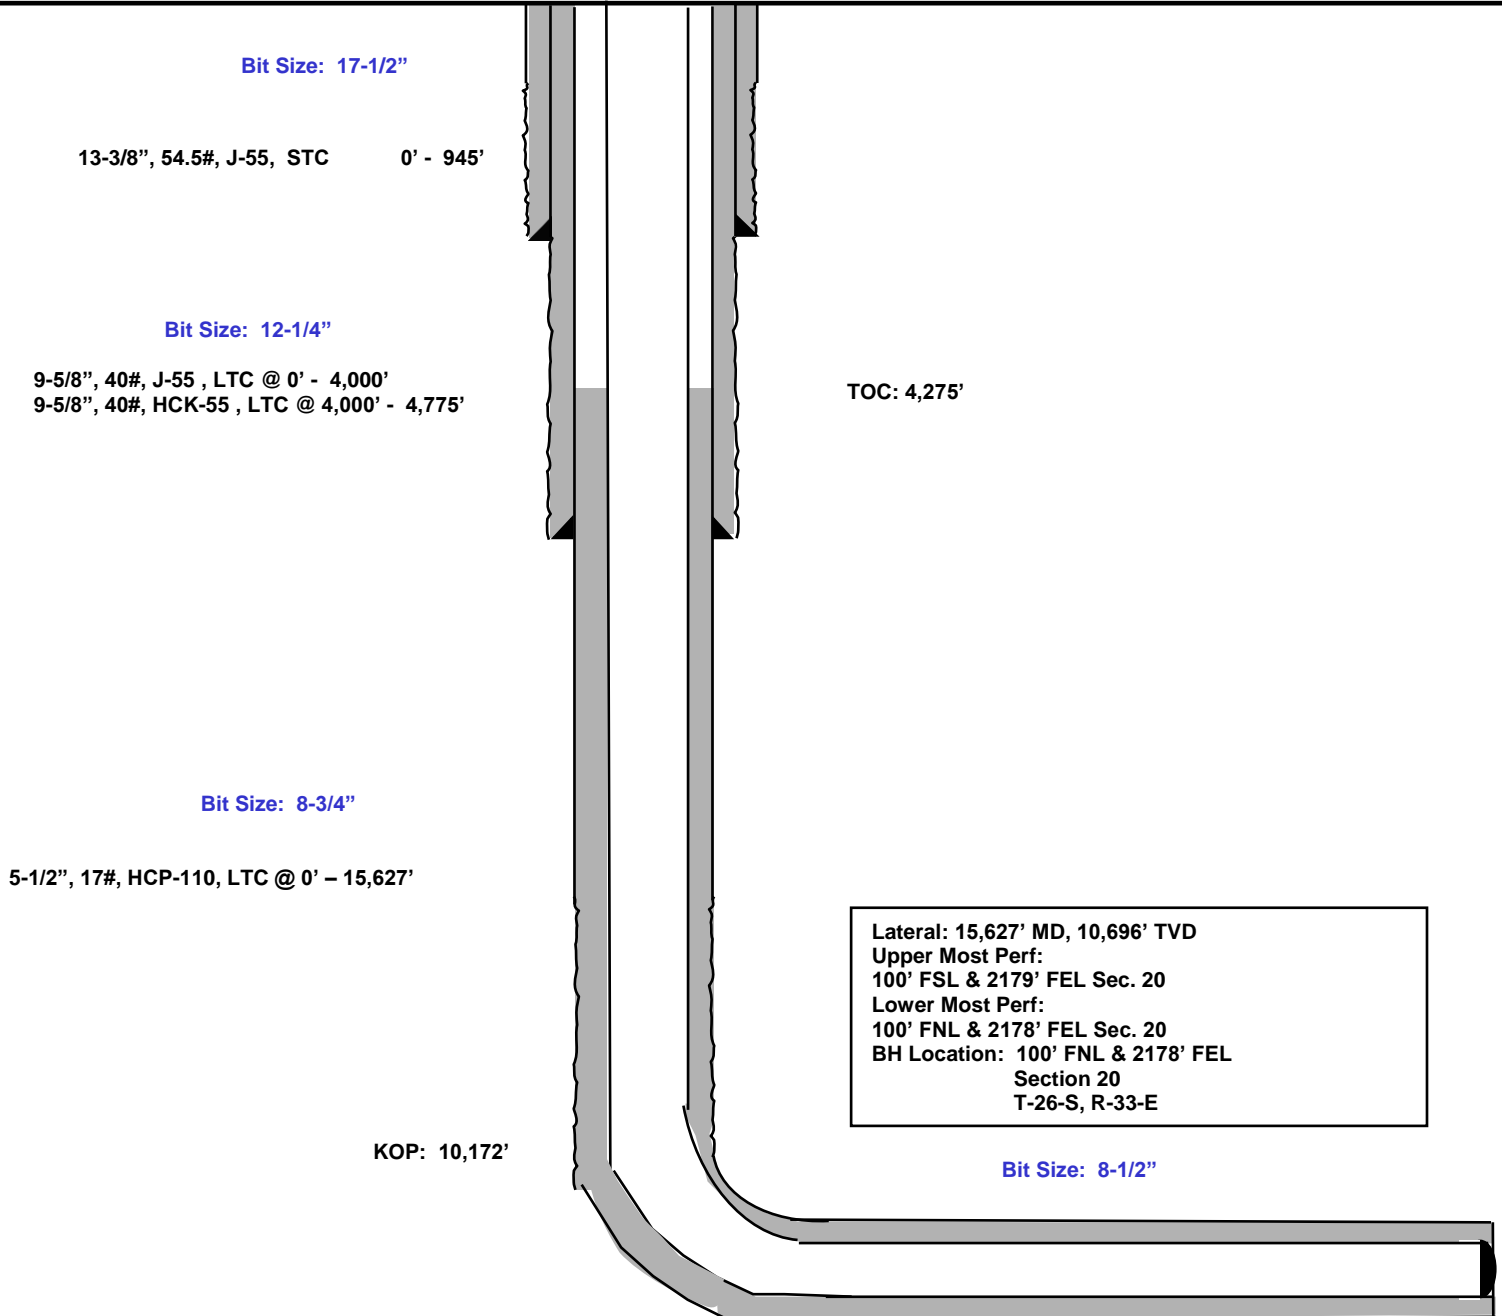 Bit Size: 17-1/2”
13-3/8”, 54.5#, J-55, STC 0’ - 945’
Bit Size: 12-1/4”
9-5/8”, 40#, J-55 , LTC @ 0’ - 4,000’
9-5/8”, 40#, HCK-55 , LTC @ 4,000’ - 4,775’
TOC: 4,275’
Bit Size: 8-3/4”
5-1/2”, 17#, HCP-110, LTC @ 0’ – 15,627’
Lateral: 15,627’ MD, 10,696’ TVD
Upper Most Perf:
100’ FSL & 2179’ FEL Sec. 20
Lower Most Perf:
100’ FNL & 2178’ FEL Sec. 20
BH Location: 100’ FNL & 2178’ FEL
Section 20
T-26-S, R-33-E
KOP: 10,172’
Bit Size: 8-1/2”